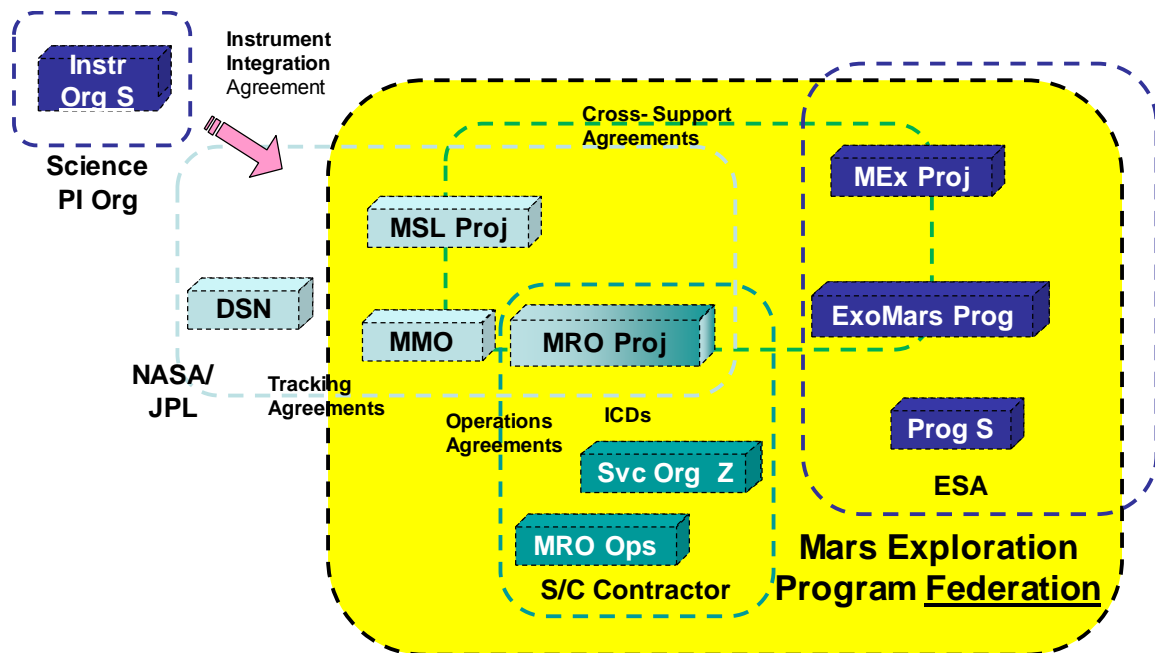 Instr
Org S
Science
PI Org
Instrument
Integration
Agreement
Cross- Support
Agreements
MEx Proj
MSL Proj
DSN
MMO
MRO Proj
ExoMars Prog
NASA/
JPL
Tracking
Agreements
Operations
Agreements
ICDs
Prog S
Svc Org Z
ESA
MRO Ops
S/C Contractor
Mars Exploration
Program Federation